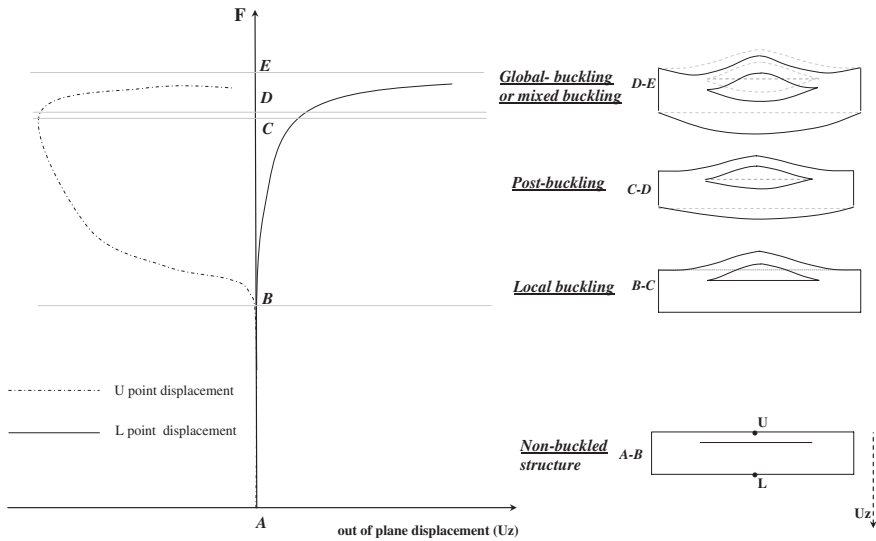 F
E
D
C
B
A
U point displacement
L point displacement
out of plane displacement (Uz)
Global- buckling
or mixed buckling
D-E
Post-buckling
C-D
Local buckling
B-C
Non-buckled
structure
A-B
U
L
Uz